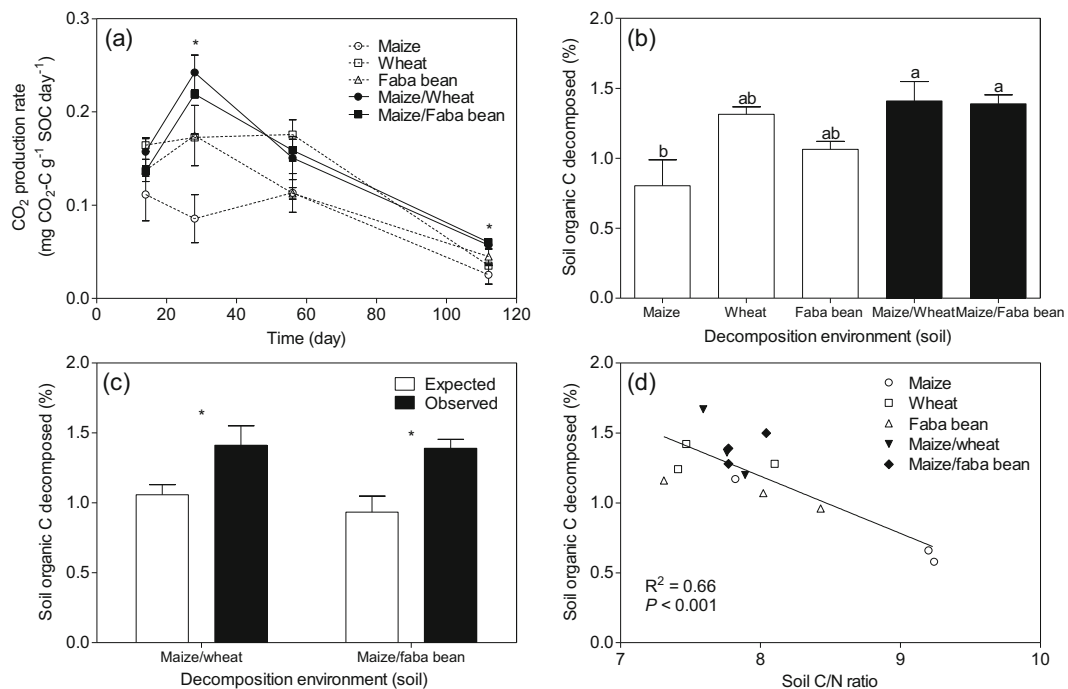 (a)
CO2 production rate
(mg CO2-C g-1 SOC day-1)
0.3
0.2
0.1
0.0
*
*
Maize
Wheat
Faba bean
Maize/Wheat
Maize/Faba bean
0 20 40 60 80 100 120
Time (day)
(b)
Soil organic C decomposed (%)
2.0
1.5
1.0
0.5
0.0
b ab ab a a
Maize Wheat Faba bean Maize/Wheat Maize/Faba bean
Decomposition environment (soil)
(c)
Soil organic C decomposed (%)
2.0
1.5
1.0
0.5
0.0
Expected
Observed
* *
Maize/wheat Maize/faba bean
Decomposition environment (soil)
(d)
Soil organic C decomposed (%)
2.0
1.5
1.0
0.5
0.0
Maize
Wheat
Faba bean
Maize/wheat
Maize/faba bean
R2 = 0.66
P < 0.001
7 8 9 10
Soil C/N ratio